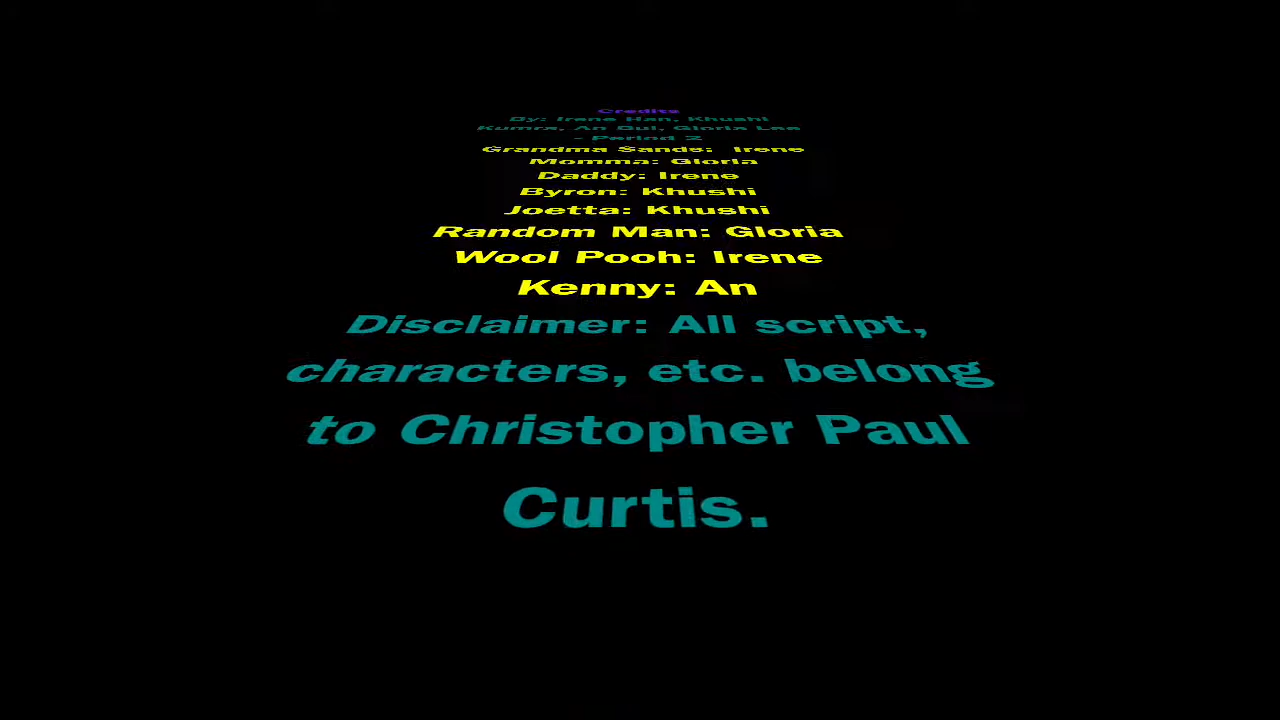 Credits
By: Irene Han, Khushi
Kumra, An Bui, Gloria Lee
- Period 2
Grandma Sands: Irene
Momma: Gloria
Daddy: Irene
Byron: Khushi
Joetta: Khushi
Random Man: Gloria
Wool Pooh: Irene
Kenny: An
Disclaimer: All script,
characters, etc. belong
to Christopher Paul
Curtis.